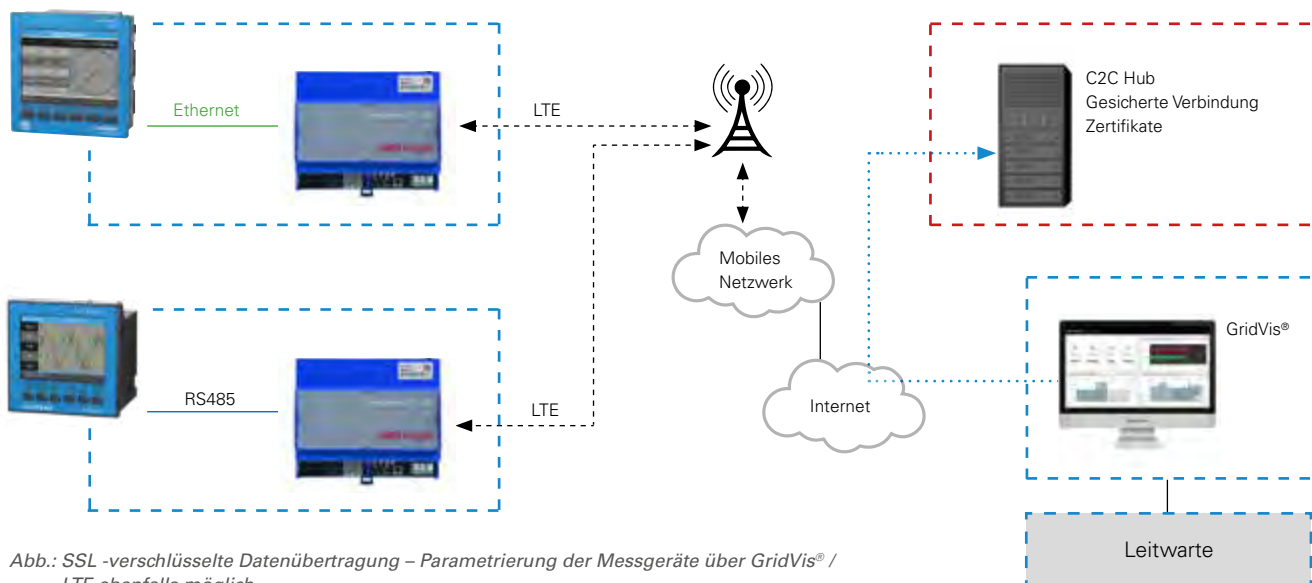 Ethernet
LTE
C2C Hub
Gesicherte Verbindung
Zertifikate
Mobiles
Netzwerk
RS485
LTE
Internet
GridVis®
Leitwarte
Abb.: SSL -verschlüsselte Datenübertragung – Parametrierung der Messgeräte über GridVis® /
LTE ebenfalls möglich